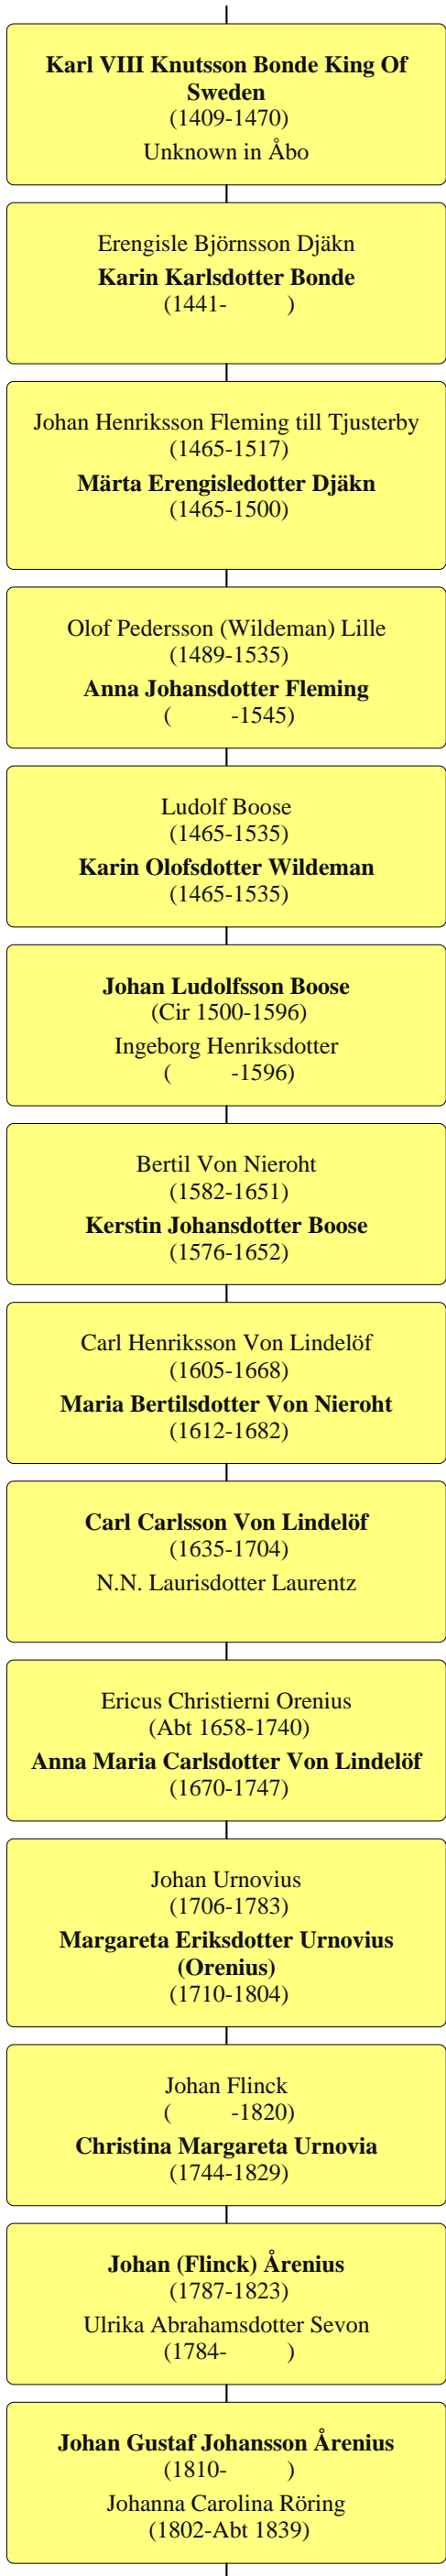 Karl VIII Knutsson Bonde King Of
Sweden
(1409-1470)
Unknown in Åbo
Erengisle Björnsson Djäkn
Karin Karlsdotter Bonde
(1441- )
Johan Henriksson Fleming till Tjusterby
(1465-1517)
Märta Erengisledotter Djäkn
(1465-1500)
Olof Pedersson (Wildeman) Lille
(1489-1535)
Anna Johansdotter Fleming
( -1545)
Ludolf Boose
(1465-1535)
Karin Olofsdotter Wildeman
(1465-1535)
Johan Ludolfsson Boose
(Cir 1500-1596)
Ingeborg Henriksdotter
( -1596)
Bertil Von Nieroht
(1582-1651)
Kerstin Johansdotter Boose
(1576-1652)
Carl Henriksson Von Lindelöf
(1605-1668)
Maria Bertilsdotter Von Nieroht
(1612-1682)
Carl Carlsson Von Lindelöf
(1635-1704)
N.N. Laurisdotter Laurentz
Ericus Christierni Orenius
(Abt 1658-1740)
Anna Maria Carlsdotter Von Lindelöf
(1670-1747)
Johan Urnovius
(1706-1783)
Margareta Eriksdotter Urnovius
(Orenius)
(1710-1804)
Johan Flinck
( -1820)
Christina Margareta Urnovia
(1744-1829)
Johan (Flinck) Årenius
(1787-1823)
Ulrika Abrahamsdotter Sevon
(1784- )
Johan Gustaf Johansson Årenius
(1810- )
Johanna Carolina Röring
(1802-Abt 1839)